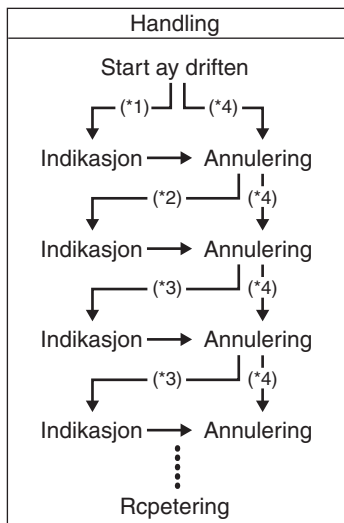 Handling
Start ay driften
(*1) (*4)
Indikasjon Annulering
(*2) (*4)
Indikasjon Annulering
(*3) (*4)
Indikasjon Annulering
(*3) (*4)
Indikasjon Annulering
Rcpetering